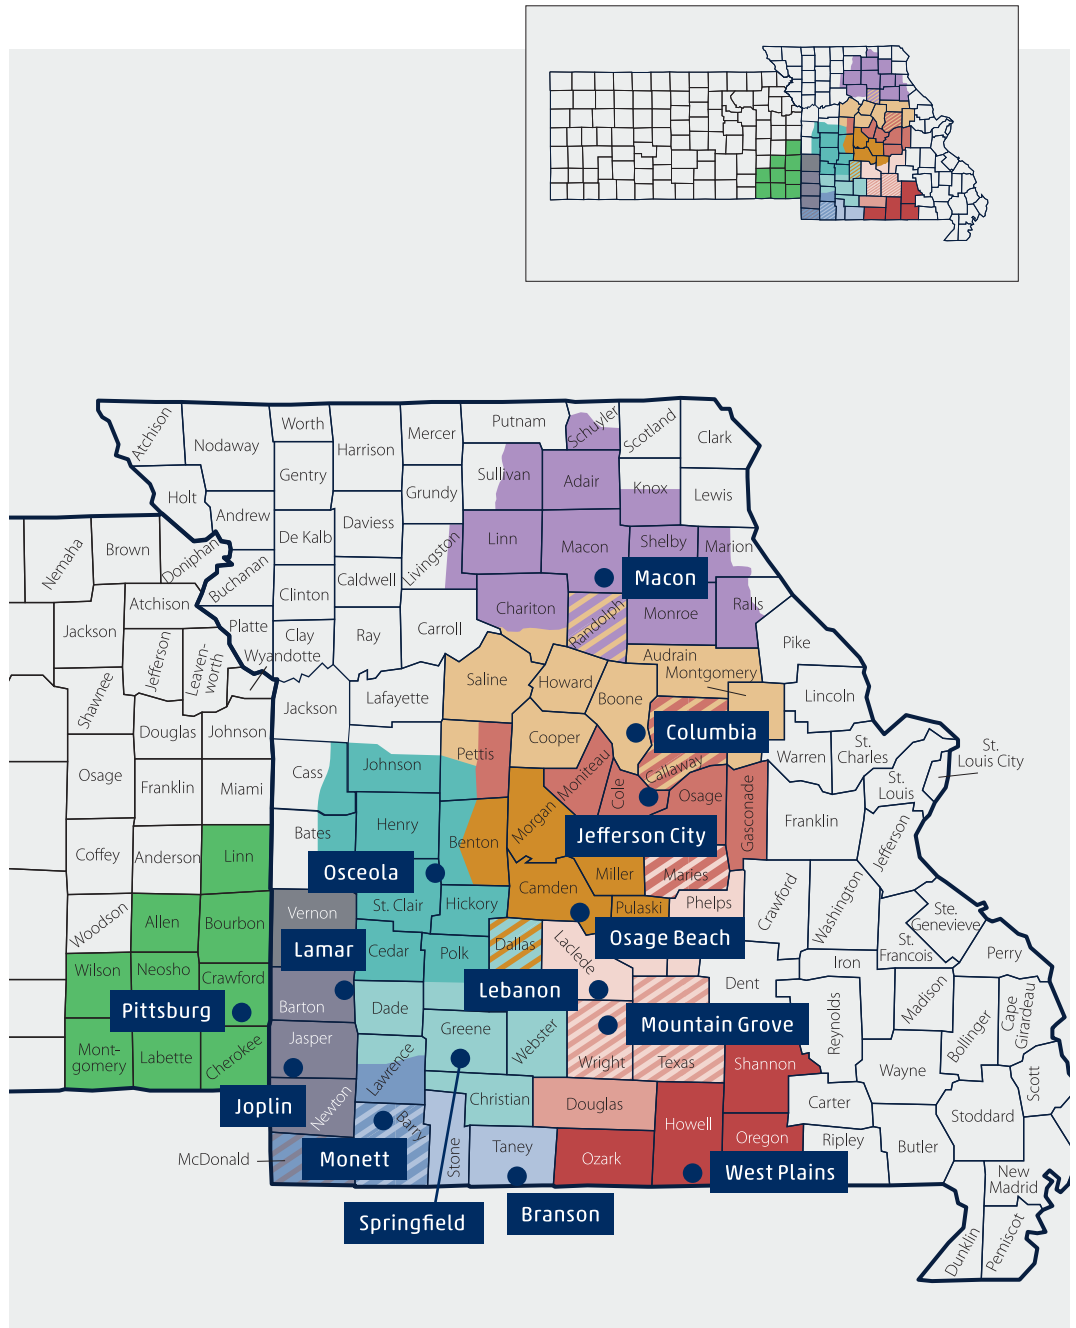 Atchison
Nodaway
Worth
Harrison
Mercer
Putnam
Schuyler
Scotland
Clark
Holt
Gentry
Grundy
Sullivan
Adair
Knox
Lewis
Andrew
De Kalb
Daviess
Livingston
Linn
Macon
Shelby
Marion
Nemaha
Brown
Doniphan
Buchanan
Clinton
Caldwell
Macon
Atchison
Chariton
Randolph
Monroe
Ralls
Jackson
Jefferson
Leaven-
worth
Platte
Clay
Ray
Carroll
Pike
Wyandotte
Audrain
Montgomery
Saline
Howard
Boone
Lincoln
Shawnee
Jackson
Lafayette
Douglas
Johnson
Cooper
Columbia
Warren
St.
Charles
St.
Louis City
Cass
Johnson
Pettis
Moniteau
Cole
Callaway
Osage
Gasconade
St.
Louis
Osage
Franklin
Miami
Bates
Henry
Benton
Morgan
Jefferson City
Franklin
Jefferson
Coffey
Anderson
Linn
Osceola
Camden
Miller
Maries
Crawford
Washington
Ste.
Genevieve
Woodson
Allen
Bourbon
Vernon
St. Clair
Hickory
Pulaski
Phelps
St.
Francois
Perry
Lamar
Cedar
Polk
Dallas
Laclede
Osage Beach
Iron
Wilson
Neosho
Crawford
Lebanon
Dent
Reynolds
Madison
Cape
Girardeau
Pittsburg
Barton
Dade
Greene
Webster
Mountain Grove
Bollinger
Mont-
gomery
Labette
Cherokee
Jasper
Lawrence
Wright
Texas
Shannon
Wayne
Scott
Joplin
Newton
Barry
Christian
Douglas
Howell
Carter
Stoddard
McDonald
Monett
Stone
Taney
Ozark
Oregon
Ripley
Butler
West Plains
New
Madrid
Springfield
Branson
Dunklin
Pemiscot